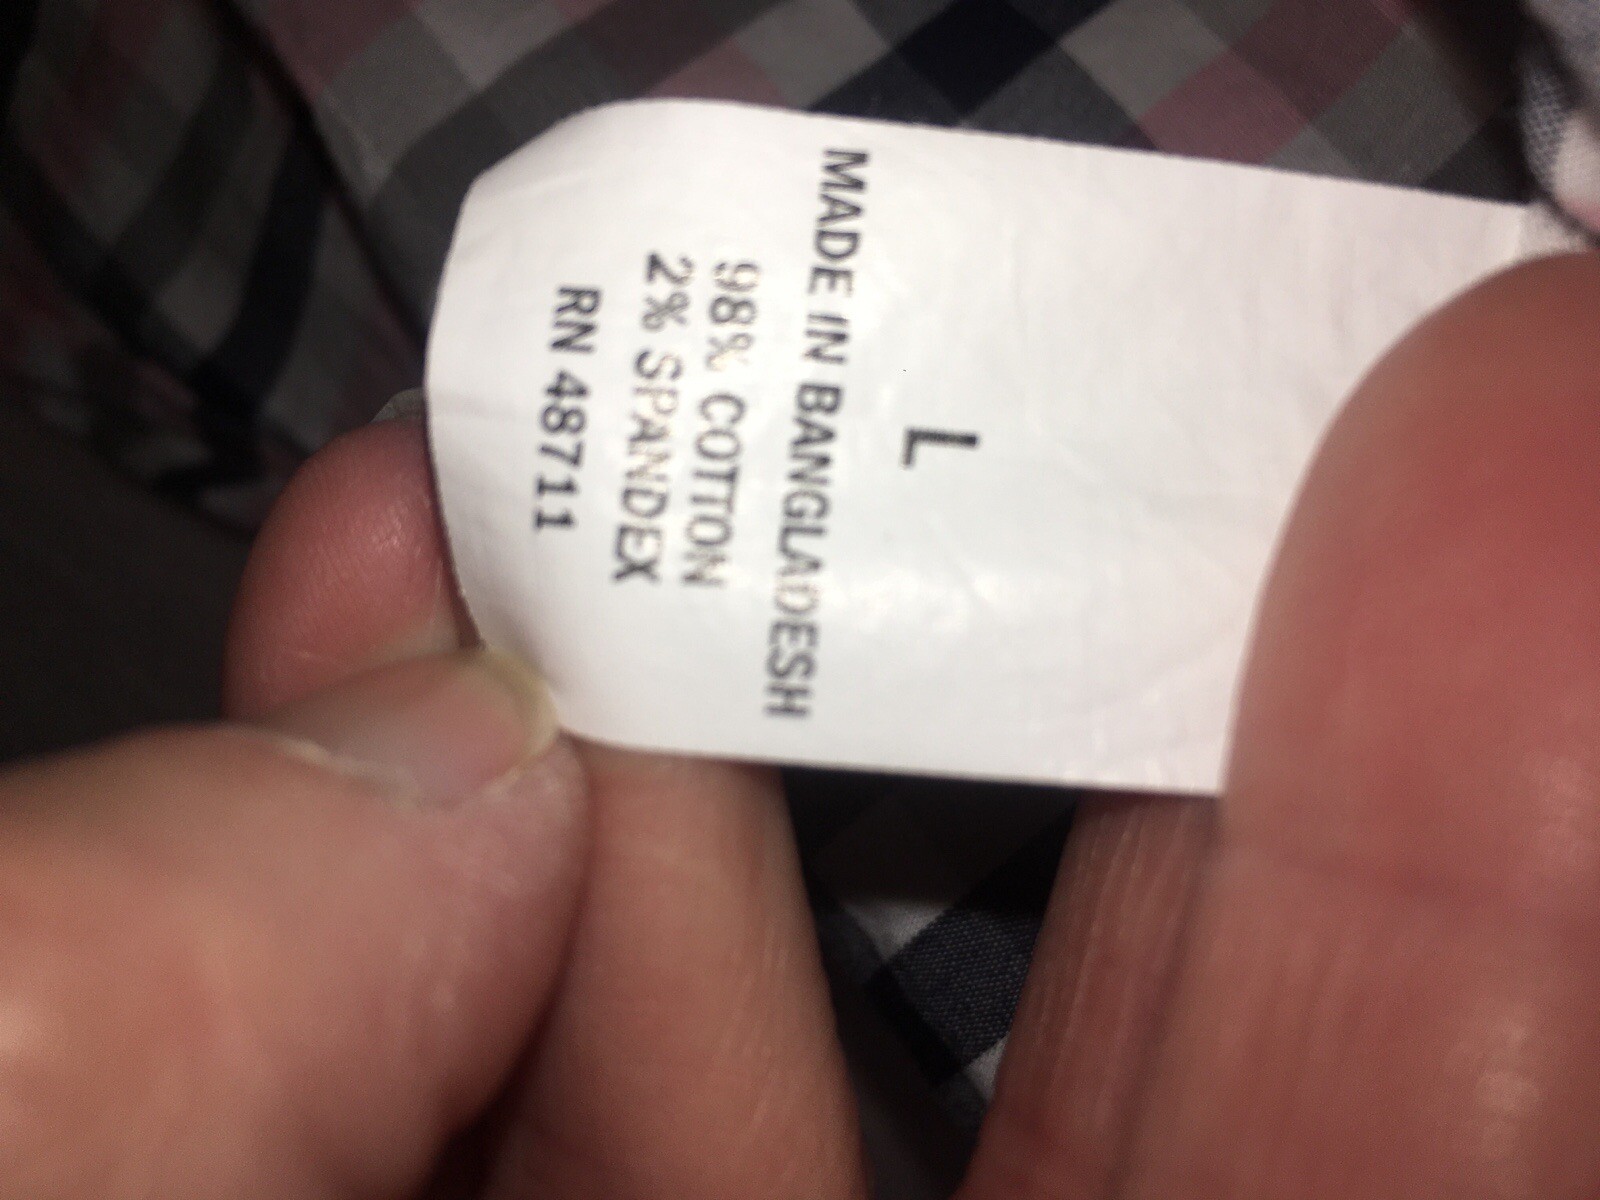 L
MADE IN BANGLADESH
98% COTTON
2% SPANDEX
RN 48711